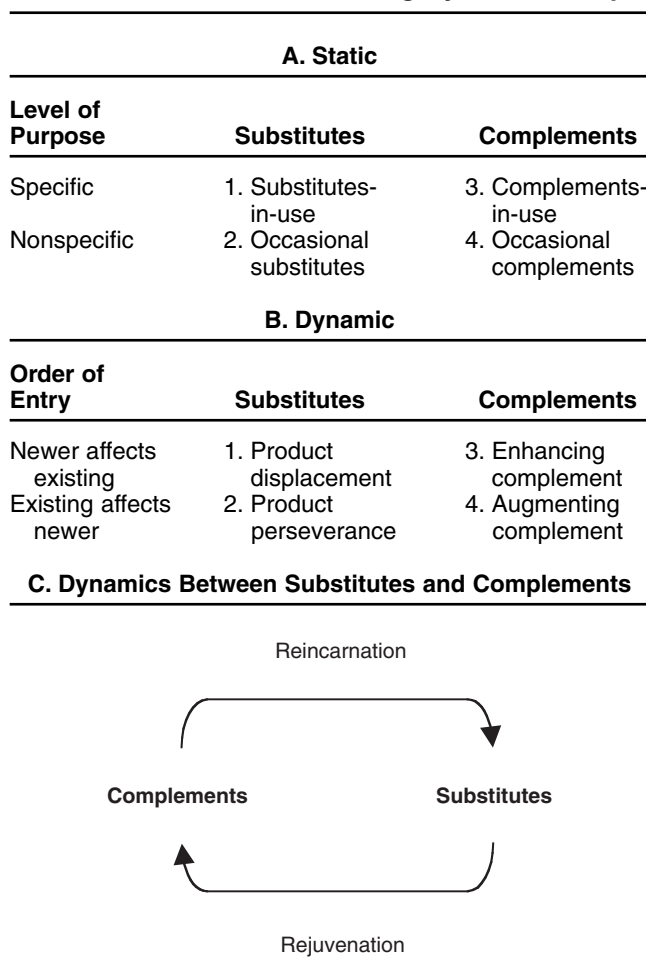 A. Static
Level of
Purpose Substitutes Complements
Specific 1. Substitutes- 3. Complements-
in-use in-use
Nonspecific 2. Occasional 4. Occasional
substitutes complements
B. Dynamic
Order of
Entry Substitutes Complements
Newer affects 1. Product 3. Enhancing
existing displacement complement
Existing affects 2. Product 4. Augmenting
newer perseverance complement
C. Dynamics Between Substitutes and Complements
Reincarnation
Complements Substitutes
Rejuvenation